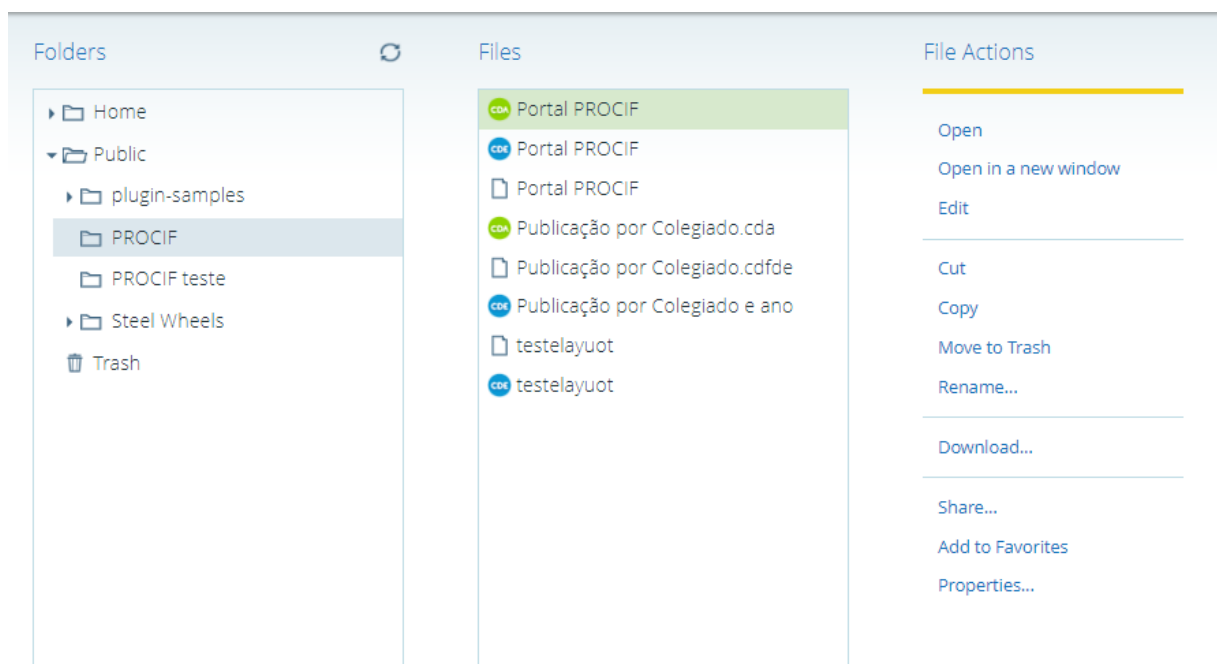 Folders
Home
Public
plugin-samples
PROCIF
PROCIF teste
Steel Wheels
Trash
Files
CDA Portal PROCIF
CDE Portal PROCIF
Portal PROCIF
CDA Publicação por Colegiado.cda
Publicação por Colegiado.cdfde
CDE Publicação por Colegiado e ano
testelayuot
CDE testelayuot
File Actions
Open
Open in a new window
Edit
Cut
Copy
Move to Trash
Rename...
Download...
Share...
Add to Favorites
Properties...